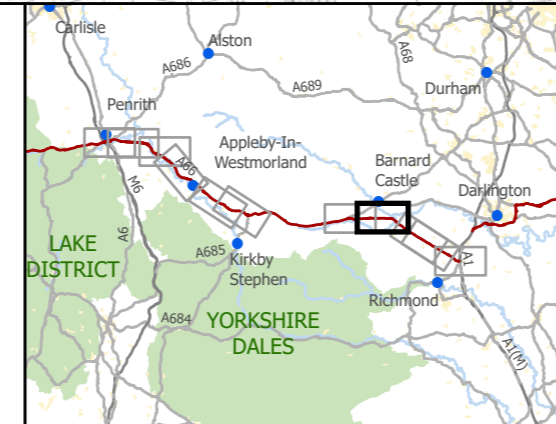 Carlisle
Alston
A686
A68
A689
Durham
Penrith
Appleby-In-
Westmorland
Barnard
Castle
Darlington
A66
M6
LAKE
DISTRICT
A6
A685
Kirkby
Stephen
A1
Richmond
A684
YORKSHIRE
DALES
A1(M)